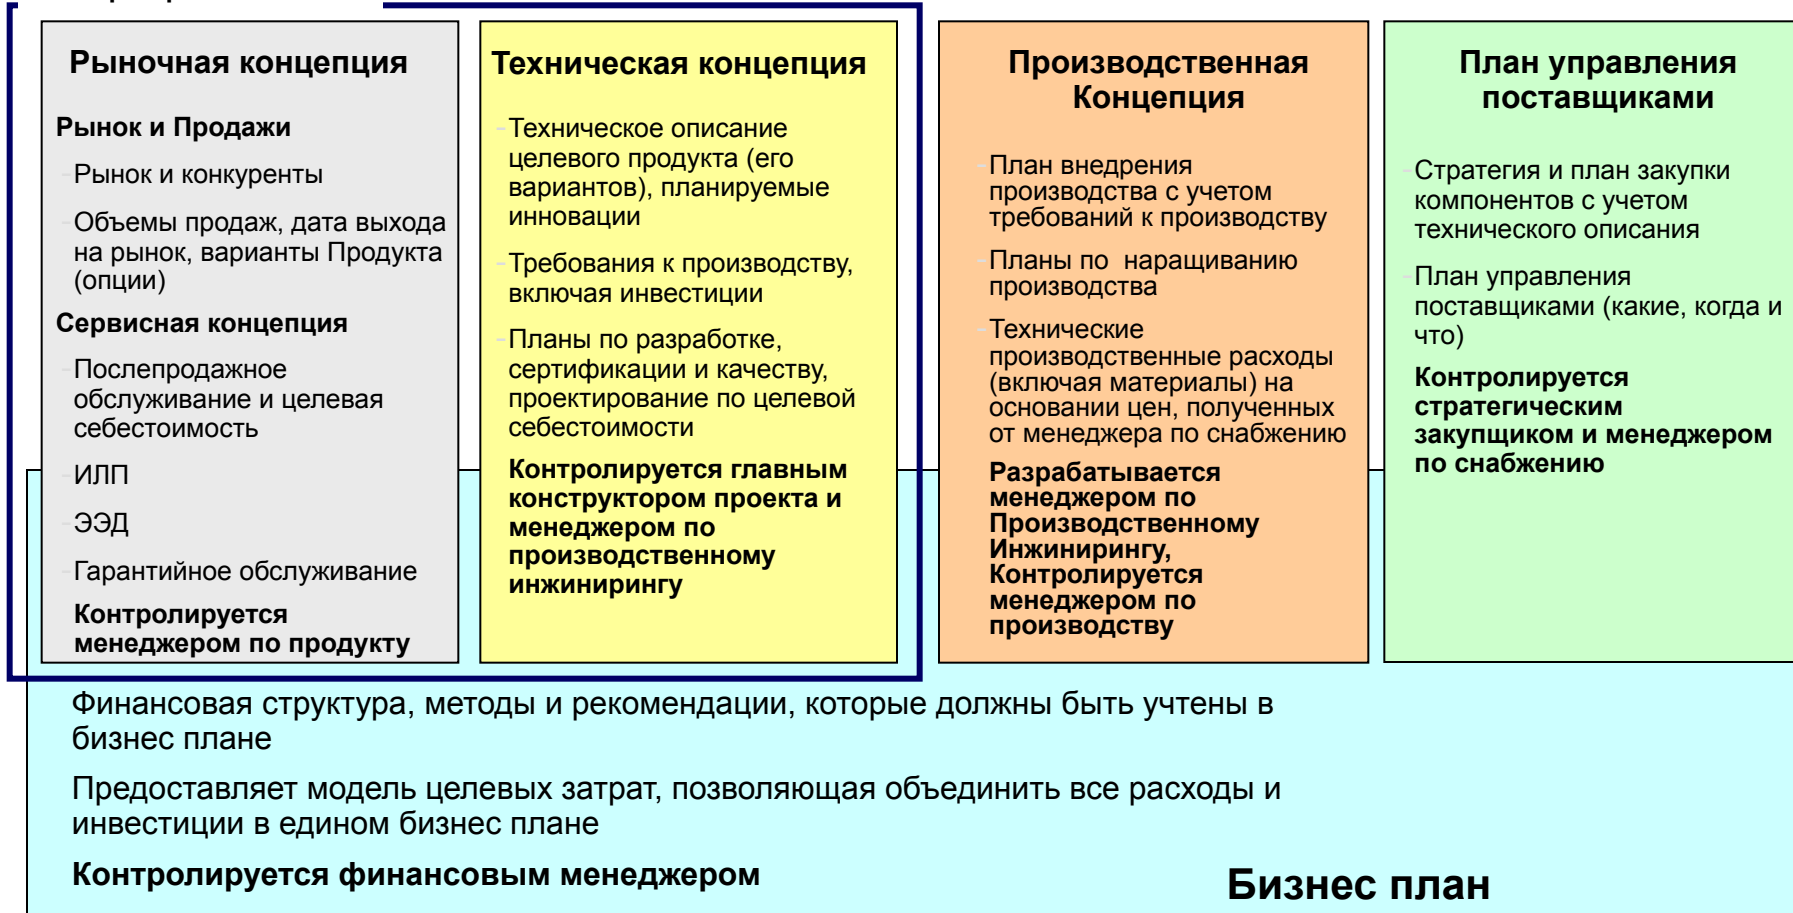 Рыночная концепция
Рынок и Продажи
-Рынок и конкуренты
-Объемы продаж, дата выхода
на рынок, варианты Продукта
(опции)
Сервисная концепция
-Послепродажное
обслуживание и целевая
себестоимость
-ИЛП
-ЭЭД
-Гарантийное обслуживание
Контролируется
менеджером по продукту
Техническая концепция
-Техническое описание
целевого продукта (его
вариантов), планируемые
инновации
-Требования к производству,
включая инвестиции
-Планы по разработке,
сертификации и качеству,
проектирование по целевой
себестоимости
Контролируется главным
конструктором проекта и
менеджером по
производственному
инжинирингу
Производственная
Концепция
-План внедрения
производства с учетом
требований к производству
-Планы по наращиванию
производства
-Технические
производственные расходы
(включая материалы) на
основании цен, полученных
от менеджера по снабжению
Разрабатывается
менеджером по
Производственному
Инжинирингу,
Контролируется
менеджером по
производству
План управления
поставщиками
-Стратегия и план закупки
компонентов с учетом
технического описания
-План управления
поставщиками (какие, когда и
что)
Контролируется
стратегическим
закупщиком и менеджером
по снабжению
Финансовая структура, методы и рекомендации, которые должны быть учтены в
бизнес плане
Предоставляет модель целевых затрат, позволяющая объединить все расходы и
инвестиции в едином бизнес плане
Контролируется финансовым менеджером
Бизнес план